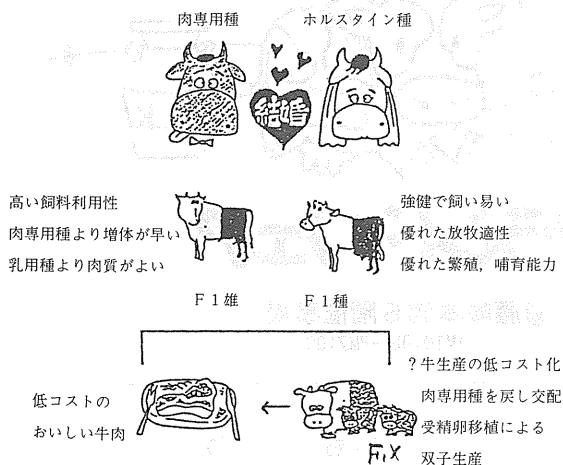 肉専用種
ホルスタイン種
結婚
高い飼料利用性
肉専用種より増体が早い
乳用種より肉質がよい
強健で飼い易い
優れた放牧適性
優れた繁殖，哺育能力
F１雄
F１種
低コストの
おいしい牛肉
？牛生産の低コスト化
肉専用種を戻し交配
受精卵移植による
双子生産
F₁X